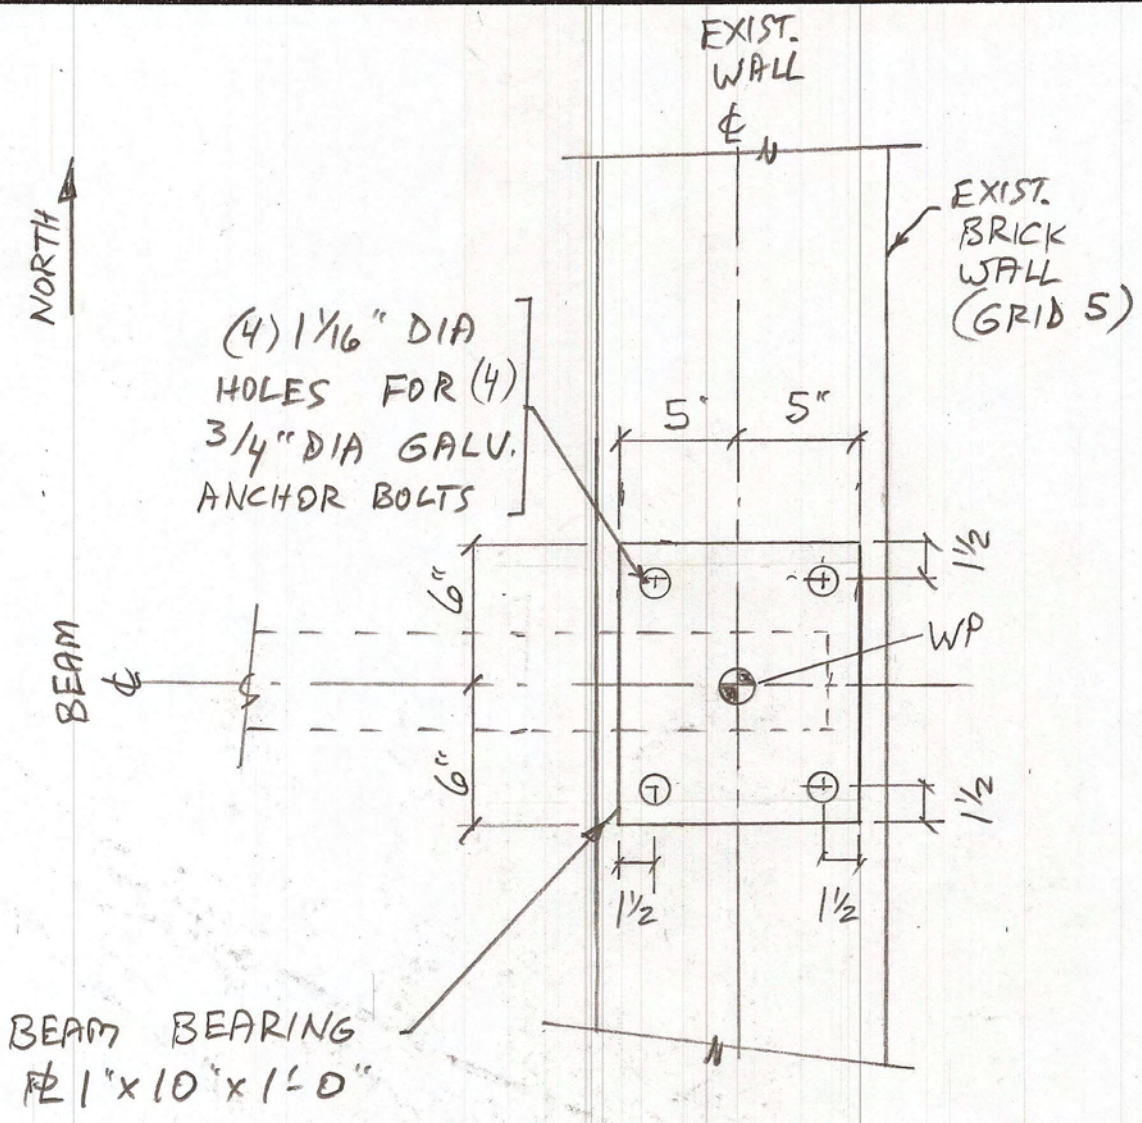 EXIST.
WALL
℄
NORTH
EXIST.
BRICK
WALL
(GRID 5)
(4) 1 1/16" DIA
HOLES FOR (4)
3/4" DIA GALV.
ANCHOR BOLTS
5"
5"
6"
1 1/2
BEAM
℄
WP
6"
1 1/2
1 1/2
1 1/2
BEAM BEARING
PL 1" x 10" x 1'-0"